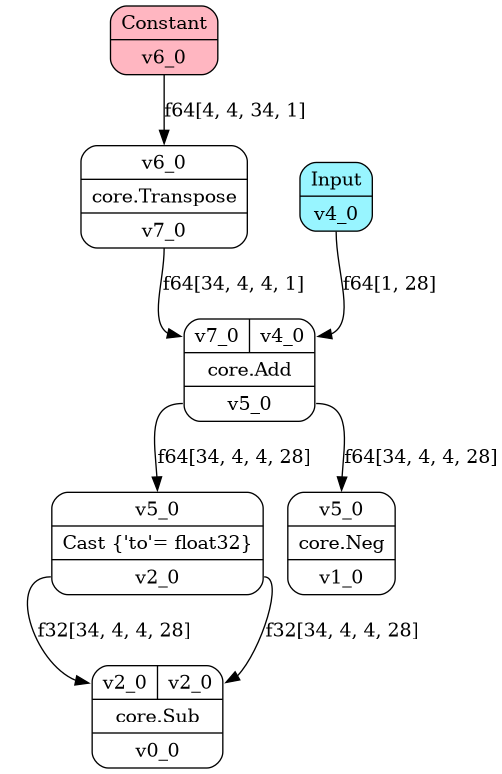 Constant
v6_0
f64[4, 4, 34, 1]
v6_0
core.Transpose
v7_0
Input
v4_0
f64[34, 4, 4, 1]
f64[1, 28]
v7_0 v4_0
core.Add
v5_0
f64[34, 4, 4, 28]
f64[34, 4, 4, 28]
v5_0
Cast {'to'= float32}
v2_0
v5_0
core.Neg
v1_0
f32[34, 4, 4, 28]
f32[34, 4, 4, 28]
v2_0 v2_0
core.Sub
v0_0